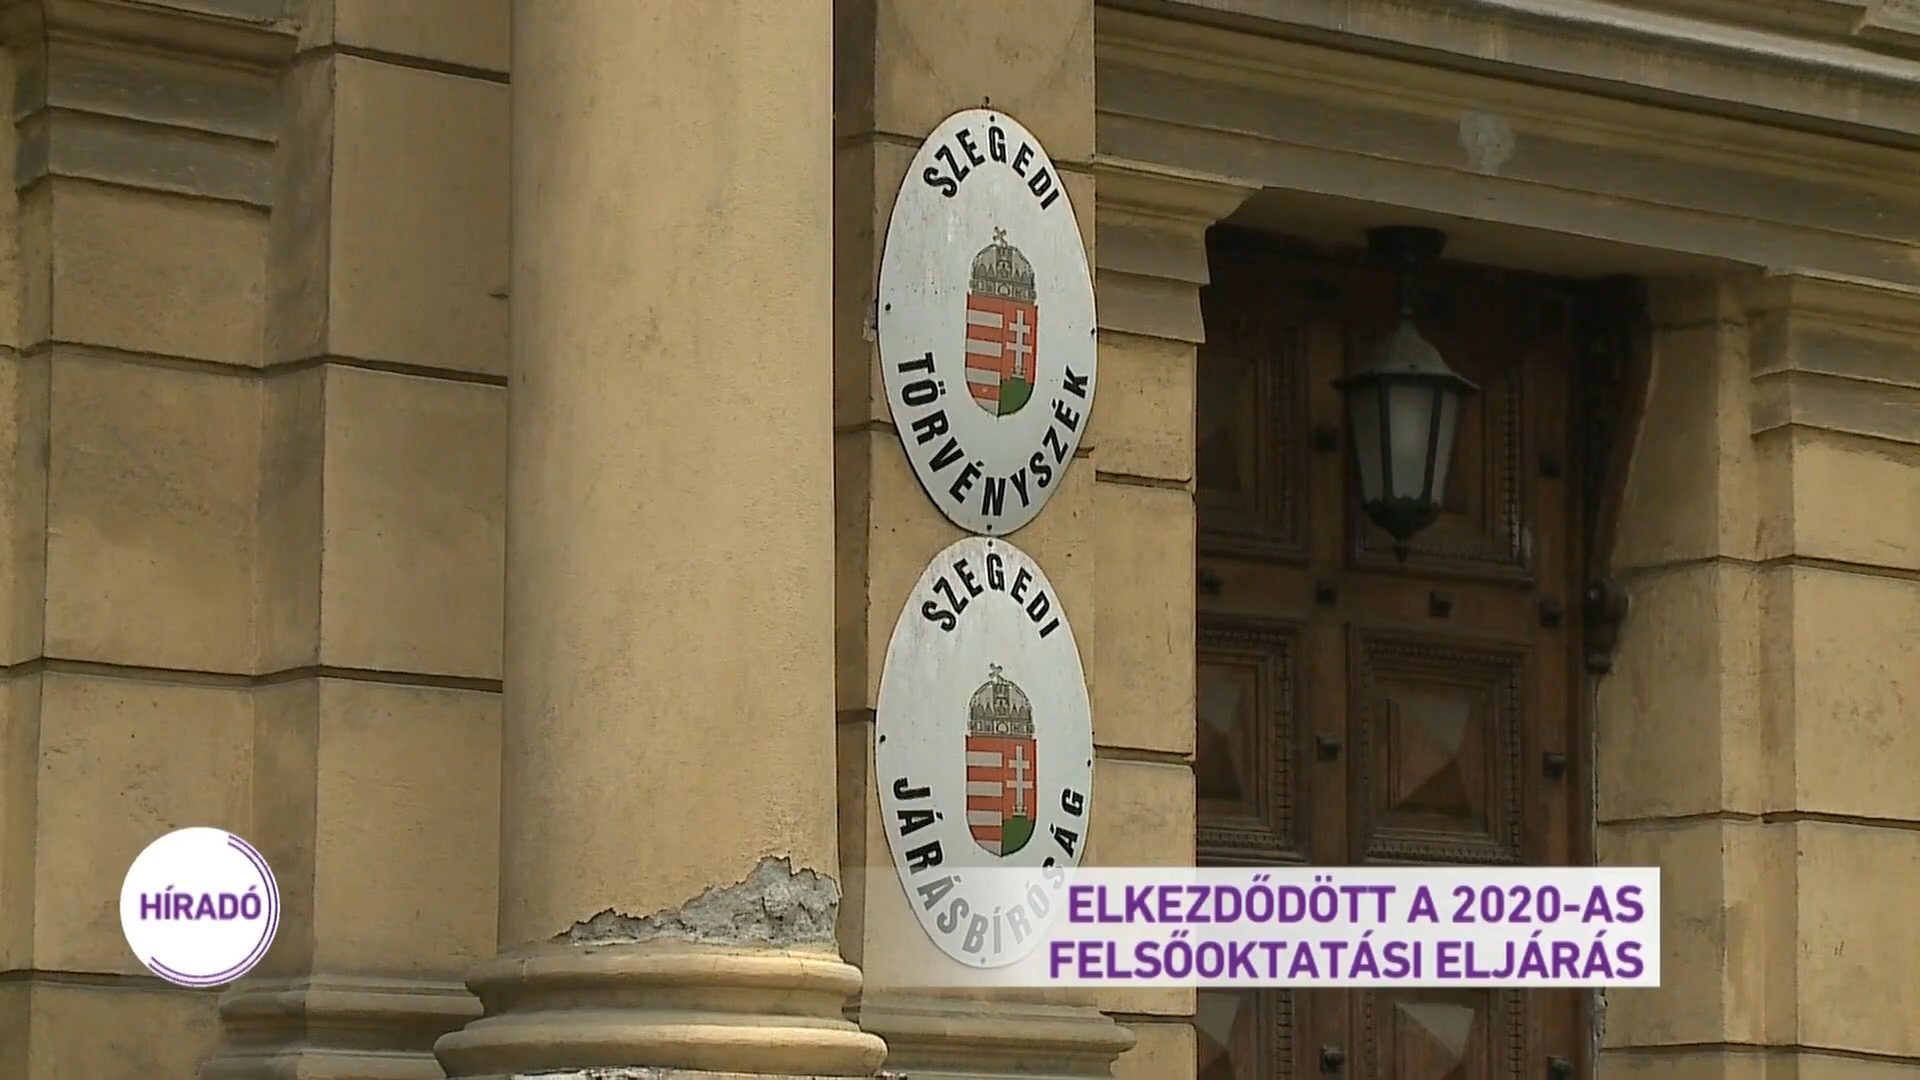 SZEGEDI
TÖRVÉNYSZÉK
SZEGEDI
JÁRÁSBÍRÓSÁG
HÍRADÓ
ELKEZDŐDÖTT A 2020-AS
FELSŐOKTATÁSI ELJÁRÁS